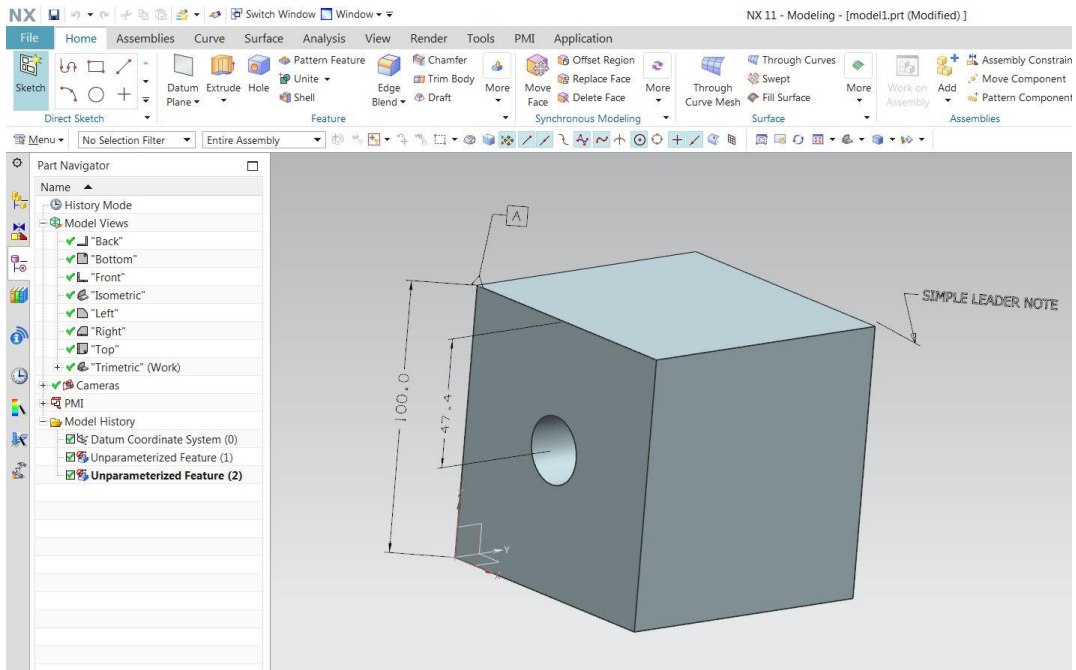 NX Switch Window Window NX 11 - Modeling - [model1.prt (Modified) ]
File Home Assemblies Curve Surface Analysis View Render Tools PMI Application
Sketch
Direct Sketch
Datum Plane
Extrude
Hole
Pattern Feature
Unite
Shell
Edge Blend
Chamfer
Trim Body
Draft
More
Feature
Move Face
Offset Region
Replace Face
Delete Face
More
Synchronous Modeling
Through Curve Mesh
Through Curves
Swept
Fill Surface
More
Surface
Work on Assembly
Add
Assembly Constrain
Move Component
Pattern Component
Assemblies
Menu No Selection Filter Entire Assembly
Part Navigator
Name
History Mode
Model Views
"Back"
"Bottom"
"Front"
"Isometric"
"Left"
"Right"
"Top"
"Trimetric" (Work)
Cameras
PMI
Model History
Datum Coordinate System (0)
Unparameterized Feature (1)
Unparameterized Feature (2)
A
SIMPLE LEADER NOTE
100.0
47.4
Y
X